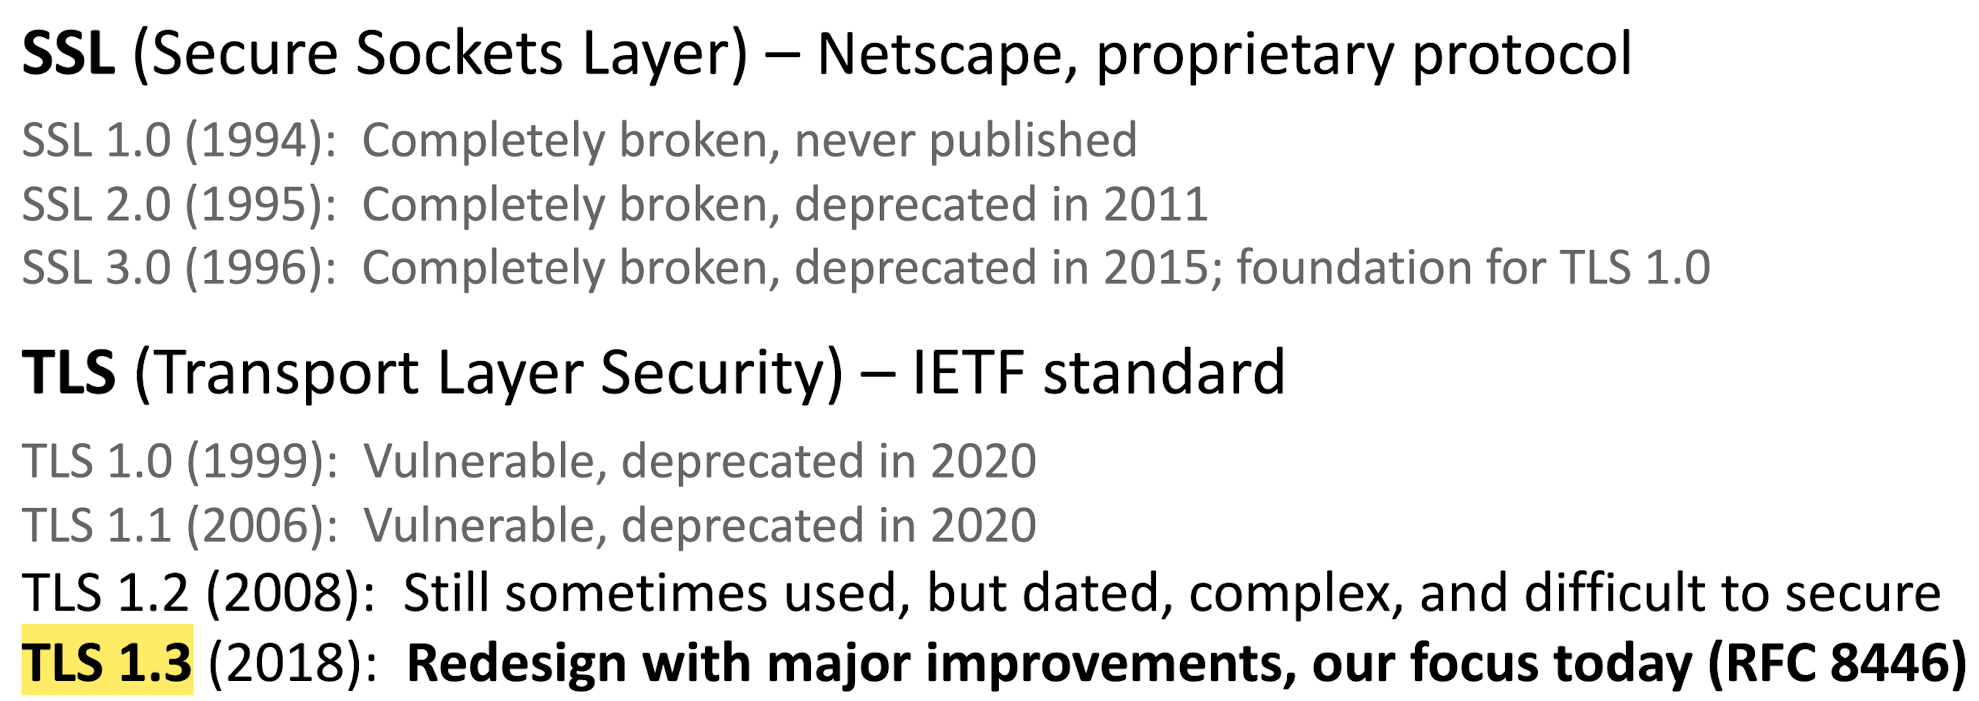 SSL (Secure Sockets Layer) – Netscape, proprietary protocol
SSL 1.0 (1994): Completely broken, never published
SSL 2.0 (1995): Completely broken, deprecated in 2011
SSL 3.0 (1996): Completely broken, deprecated in 2015; foundation for TLS 1.0
TLS (Transport Layer Security) – IETF standard
TLS 1.0 (1999): Vulnerable, deprecated in 2020
TLS 1.1 (2006): Vulnerable, deprecated in 2020
TLS 1.2 (2008): Still sometimes used, but dated, complex, and difficult to secure
TLS 1.3 (2018): Redesign with major improvements, our focus today (RFC 8446)